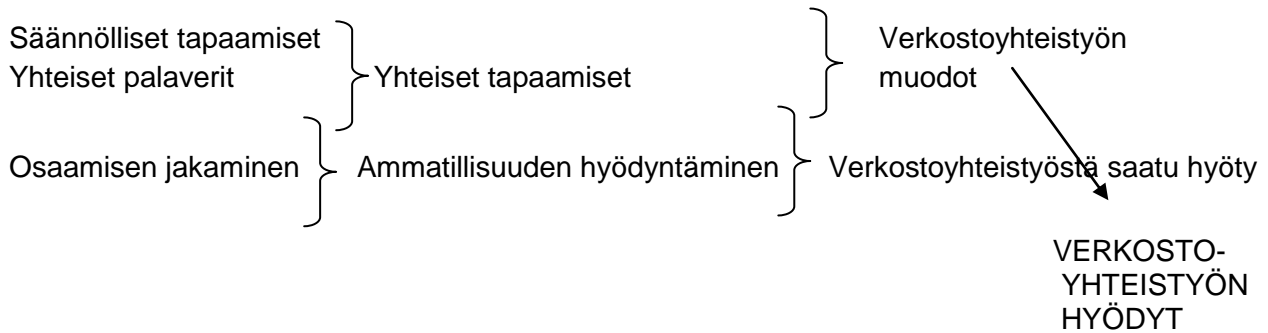 Säännölliset tapaamiset
Yhteiset palaverit
Yhteiset tapaamiset
Verkostoyhteistyön
muodot
Osaamisen jakaminen
Ammatillisuuden hyödyntäminen
Verkostoyhteistyöstä saatu hyöty
VERKOSTO-
YHTEISTYÖN
HYÖDYT